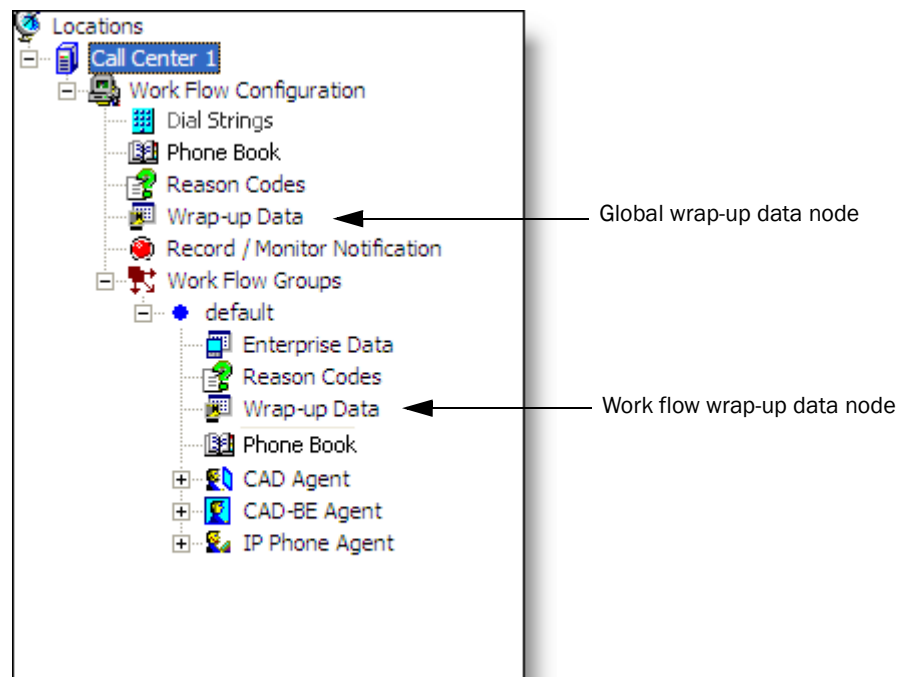 Locations
Call Center 1
Work Flow Configuration
Dial Strings
Phone Book
Reason Codes
Wrap-up Data
Global wrap-up data node
Record / Monitor Notification
Work Flow Groups
default
Enterprise Data
Reason Codes
Wrap-up Data
Work flow wrap-up data node
Phone Book
CAD Agent
CAD-BE Agent
IP Phone Agent